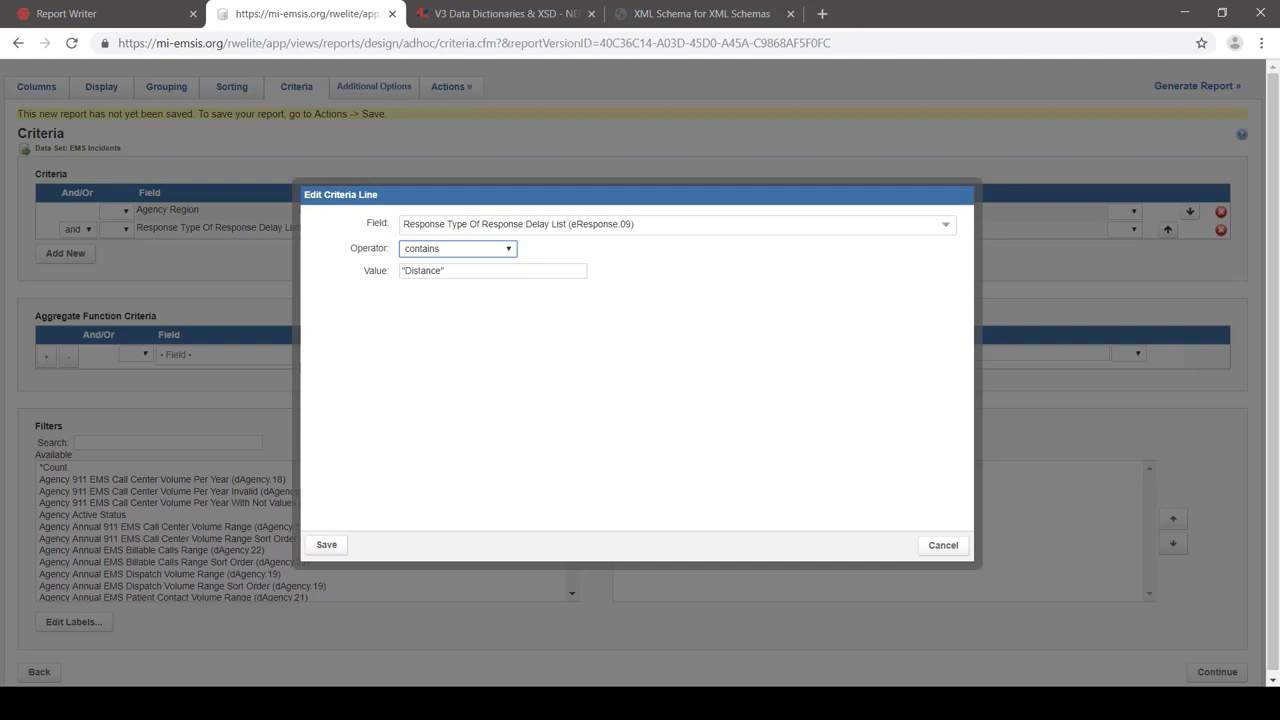 Report Writer
https://mi-emsis.org/rwelite/app
V3 Data Dictionaries & XSD - NE
XML Schema for XML Schemas
https://mi-emsis.org/rwelite/app/views/reports/design/adhoc/criteria.cfm?&reportVersionID=40C36C14-A03D-45D0-A45A-C9868AF5F0FC
Columns Display Grouping Sorting Criteria Additional Options Actions Generate Report »
This new report has not yet been saved. To save your report, go to Actions -> Save.
Criteria
Data Set: EMS Incidents
Criteria
And/Or Field
Agency Region
and Response Type Of Response Delay List
Add New
Edit Criteria Line
Field: Response Type Of Response Delay List (eResponse.09)
Operator: contains
Value: "Distance"
Save Cancel
Aggregate Function Criteria
And/Or Field
• Field •
Filters
Search:
Available
*Count
Agency 911 EMS Call Center Volume Per Year (dAgency.18)
Agency 911 EMS Call Center Volume Per Year Invalid (dAgency
Agency 911 EMS Call Center Volume Per Year With Not Values
Agency Active Status
Agency Annual 911 EMS Call Center Volume Range (dAgency.
Agency Annual 911 EMS Call Center Volume Range Sort Order
Agency Annual EMS Billable Calls Range (dAgency.22)
Agency Annual EMS Billable Calls Range Sort Order (dAgency.
Agency Annual EMS Dispatch Volume Range (dAgency.19)
Agency Annual EMS Dispatch Volume Range Sort Order (dAgency.19)
Agency Annual EMS Patient Contact Volume Range (dAgency.21)
Edit Labels...
Back Continue